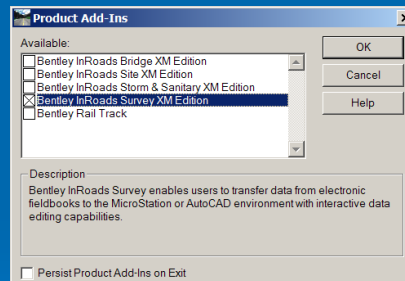 Product Add-Ins
Available:
Bentley InRoads Bridge XM Edition
Bentley InRoads Site XM Edition
Bentley InRoads Storm & Sanitary XM Edition
Bentley InRoads Survey XM Edition
Bentley Rail Track
OK
Cancel
Help
Description
Bentley InRoads Survey enables users to transfer data from electronic
fieldbooks to the MicroStation or AutoCAD environment with interactive data
editing capabilities.
Persist Product Add-Ins on Exit